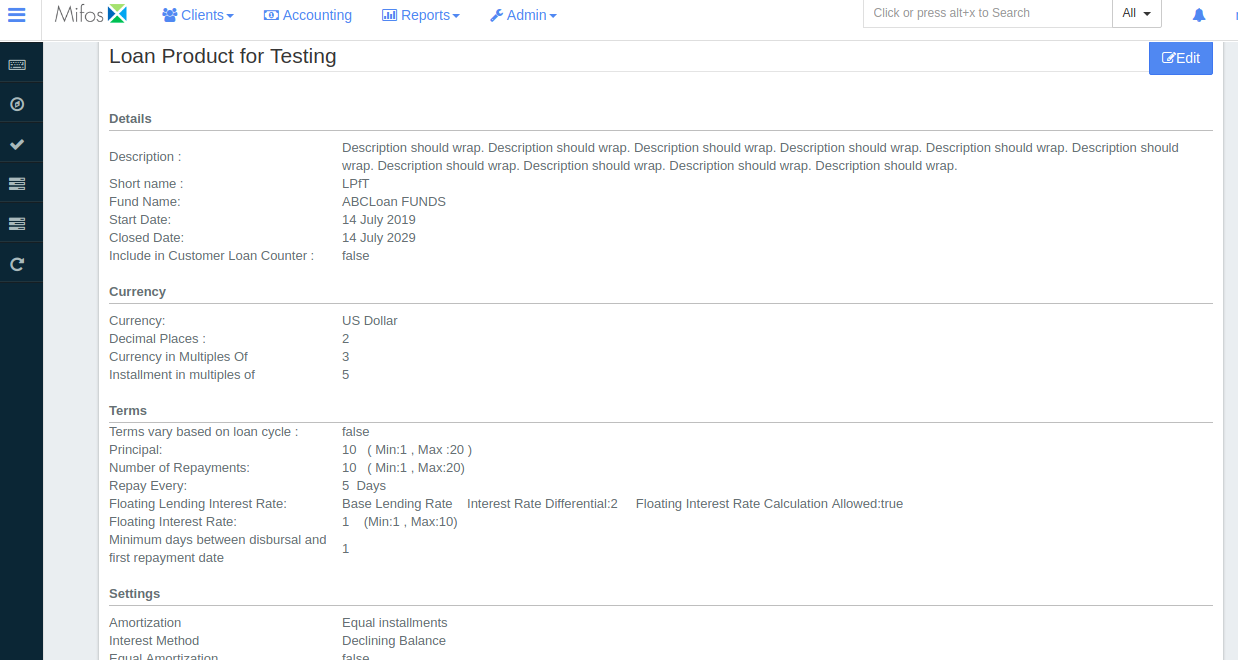 Mifos Clients Accounting Reports Admin Click or press alt+x to Search All
Loan Product for Testing Edit
Details
Description : Description should wrap. Description should wrap. Description should wrap. Description should wrap. Description should wrap. Description should
wrap. Description should wrap. Description should wrap. Description should wrap. Description should wrap.
Short name : LPfT
Fund Name: ABCLoan FUNDS
Start Date: 14 July 2019
Closed Date: 14 July 2029
Include in Customer Loan Counter : false
Currency
Currency: US Dollar
Decimal Places : 2
Currency in Multiples Of 3
Installment in multiples of 5
Terms
Terms vary based on loan cycle : false
Principal: 10 ( Min:1 , Max :20 )
Number of Repayments: 10 ( Min:1 , Max:20)
Repay Every: 5 Days
Floating Lending Interest Rate: Base Lending Rate Interest Rate Differential:2 Floating Interest Rate Calculation Allowed:true
Floating Interest Rate: 1 (Min:1 , Max:10)
Minimum days between disbursal and
first repayment date 1
Settings
Amortization Equal installments
Interest Method Declining Balance
Equal Amortization false